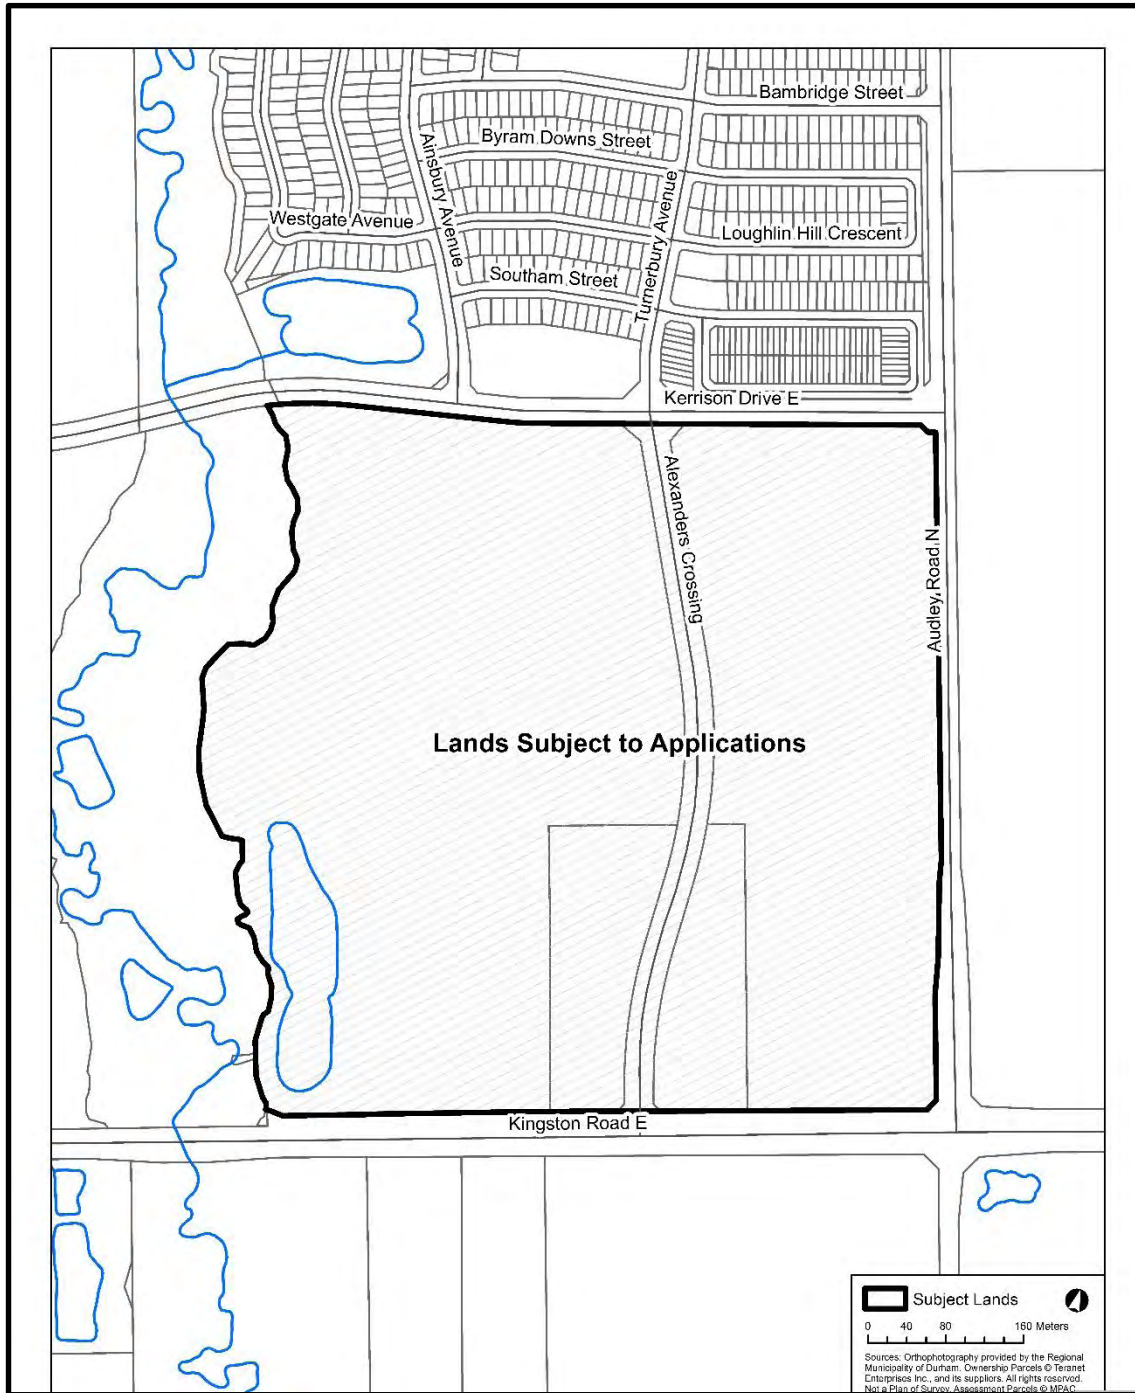 Bambridge Street
Byram Downs Street
Ainsbury Avenue
Turnerbury Avenue
Westgate Avenue
Loughlin Hill Crescent
Southam Street
Kerrison Drive E
Alexanders Crossing
Audley Road N
Lands Subject to Applications
Kingston Road E
Subject Lands
0 40 80 160 Meters
Sources: Orthophotography provided by the Regional
Municipality of Durham. Ownership Parcels © Teranet
Enterprises Inc., and its suppliers. All rights reserved.
Not a Plan of Survey. Assessment Parcels © MPAC